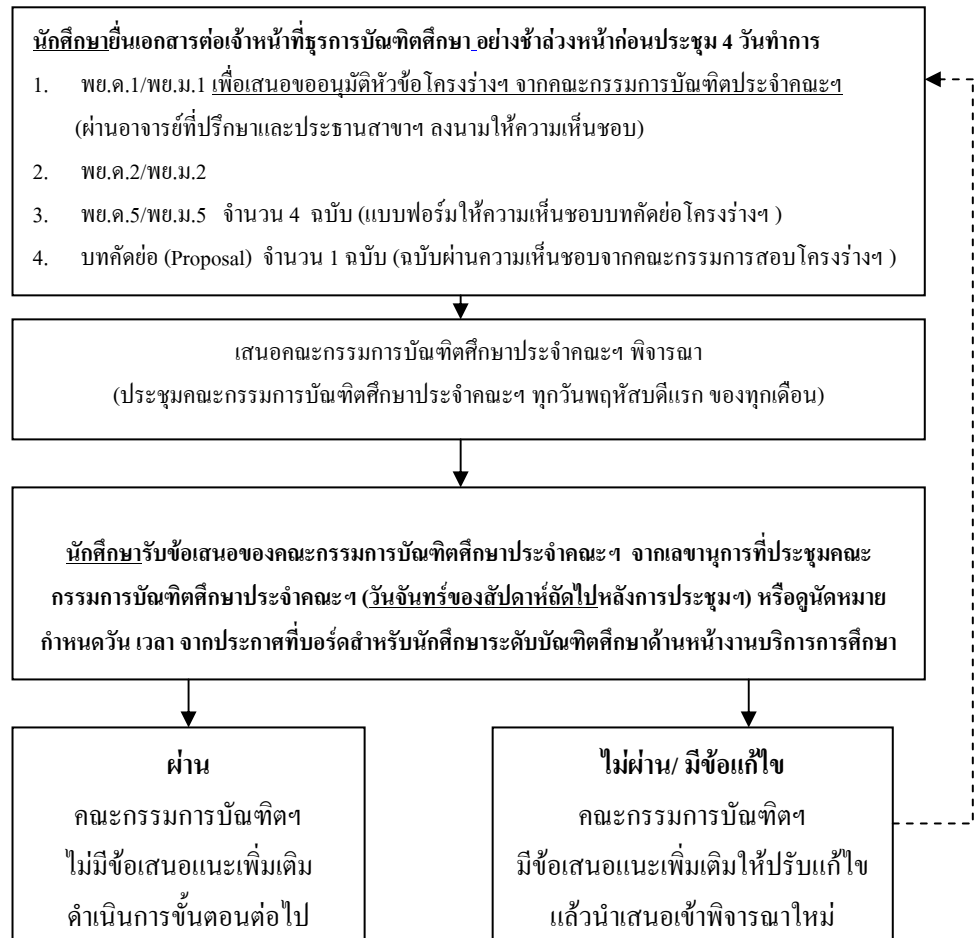 นักศึกษายื่นเอกสารต่อเจ้าหน้าที่ธุรการบัณฑิตศึกษา อย่างช้าล่วงหน้าก่อนประชุม 4 วันทำการ
1. พย.ด.1/พย.ม.1 เพื่อเสนอขออนุมัติหัวข้อโครงร่างฯ จากคณะกรรมการบัณฑิตประจำคณะฯ
(ผ่านอาจารย์ที่ปรึกษาและประธานสาขาฯ ลงนามให้ความเห็นชอบ)
2. พย.ด.2/พย.ม.2
3. พย.ด.5/พย.ม.5 จำนวน 4 ฉบับ (แบบฟอร์มให้ความเห็นชอบบทคัดย่อโครงร่างฯ )
4. บทคัดย่อ (Proposal) จำนวน 1 ฉบับ (ฉบับผ่านความเห็นชอบจากคณะกรรมการสอบโครงร่างฯ )
เสนอคณะกรรมการบัณฑิตศึกษาประจำคณะฯ พิจารณา
(ประชุมคณะกรรมการบัณฑิตศึกษาประจำคณะฯ ทุกวันพฤหัสบดีแรก ของทุกเดือน)
นักศึกษารับข้อเสนอของคณะกรรมการบัณฑิตศึกษาประจำคณะฯ จากเลขานุการที่ประชุมคณะ
กรรมการบัณฑิตศึกษาประจำคณะฯ (วันจันทร์ของสัปดาห์ถัดไปหลังการประชุมฯ) หรือดูนัดหมาย
กำหนดวัน เวลา จากประกาศที่บอร์ดสำหรับนักศึกษาระดับบัณฑิตศึกษาด้านหน้างานบริการการศึกษา
ผ่าน
คณะกรรมการบัณฑิตฯ
ไม่มีข้อเสนอแนะเพิ่มเติม
ดำเนินการขั้นตอนต่อไป
ไม่ผ่าน/ มีข้อแก้ไข
คณะกรรมการบัณฑิตฯ
มีข้อเสนอแนะเพิ่มเติมให้ปรับแก้ไข
แล้วนำเสนอเข้าพิจารณาใหม่